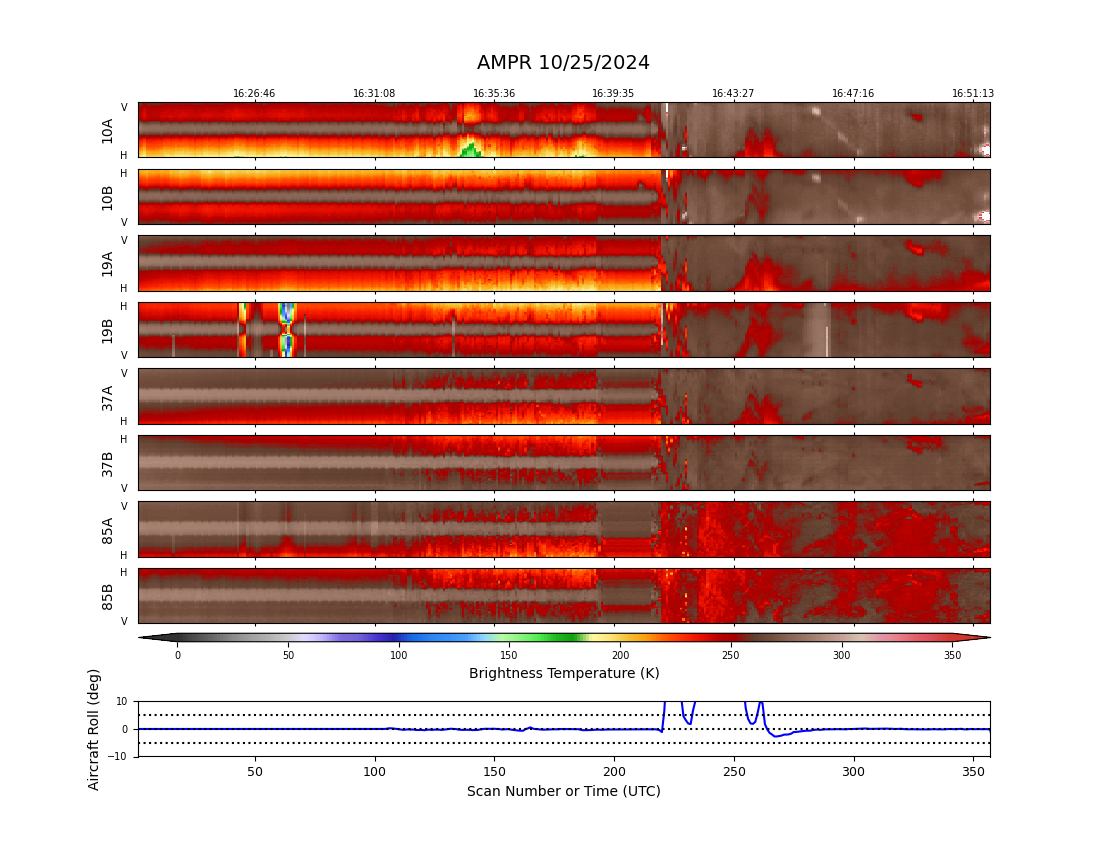 AMPR 10/25/2024
16:26:46 16:31:08 16:35:36 16:39:35 16:43:27 16:47:16 16:51:13
V
10A
H
H
10B
V
V
19A
H
H
19B
V
V
37A
H
H
37B
V
V
85A
H
H
85B
V
0 50 100 150 200 250 300 350
Brightness Temperature (K)
Aircraft Roll (deg)
10
0
−10
50 100 150 200 250 300 350
Scan Number or Time (UTC)